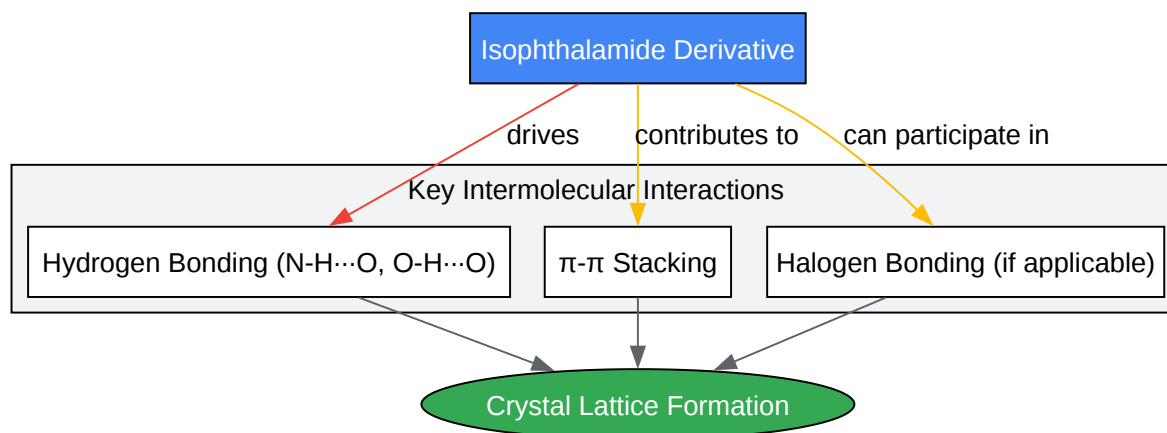 Isophthalamide Derivative
drives
contributes to
can participate in
Key Intermolecular Interactions
Hydrogen Bonding (N-H···O, O-H···O)
π-π Stacking
Halogen Bonding (if applicable)
Crystal Lattice Formation